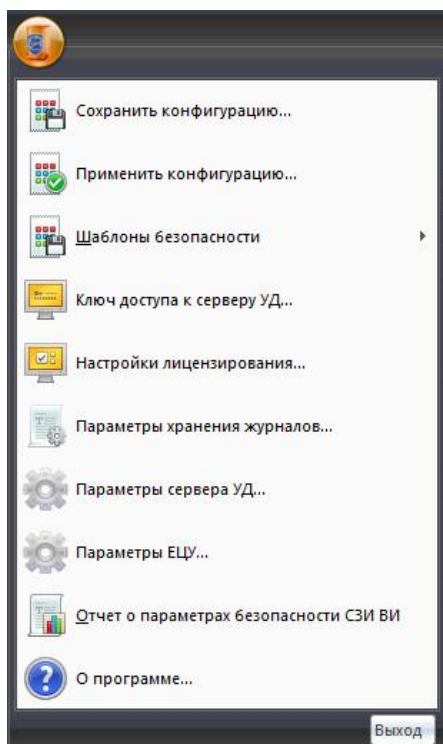 Сохранить конфигурацию...
Применить конфигурацию...
Шаблоны безопасности
Ключ доступа к серверу УД...
Настройки лицензирования...
Параметры хранения журналов...
Параметры сервера УД...
Параметры ЕЦУ...
Отчет о параметрах безопасности СЗИ ВИ
О программе...
Выход